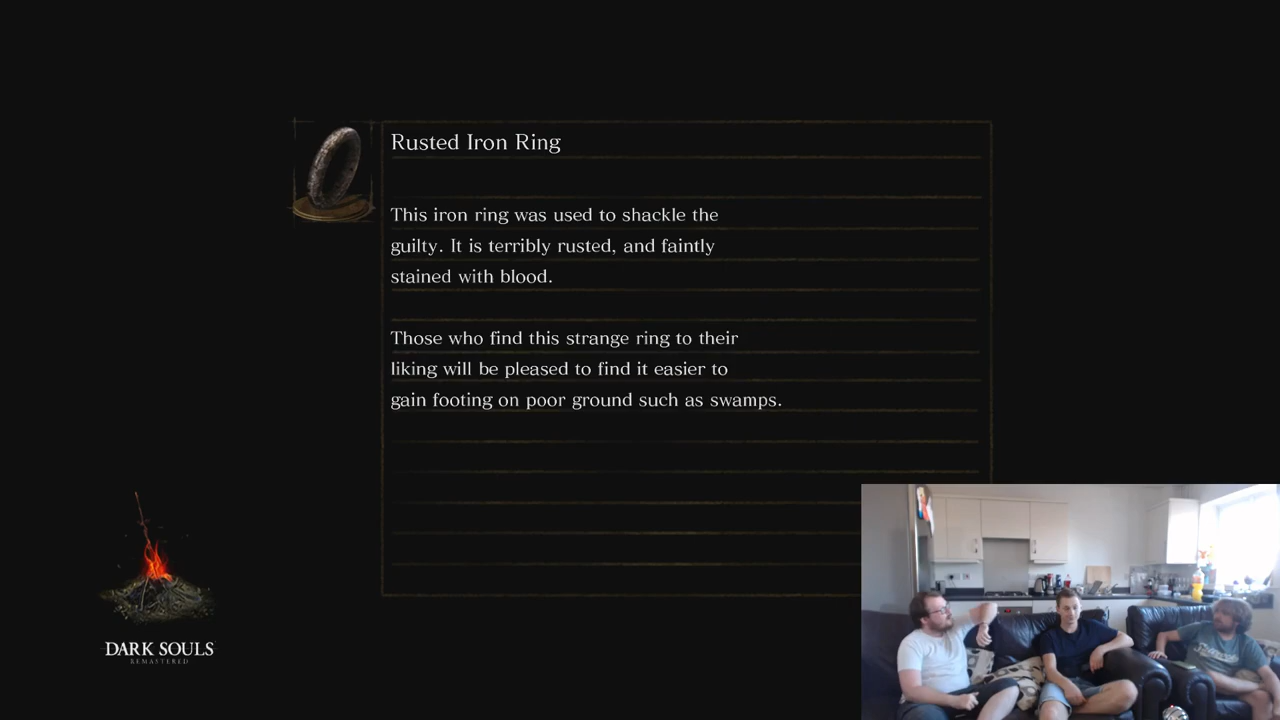 Rusted Iron Ring
This iron ring was used to shackle the
guilty. It is terribly rusted, and faintly
stained with blood.
Those who find this strange ring to their
liking will be pleased to find it easier to
gain footing on poor ground such as swamps.
DARK SOULS
REMASTERED